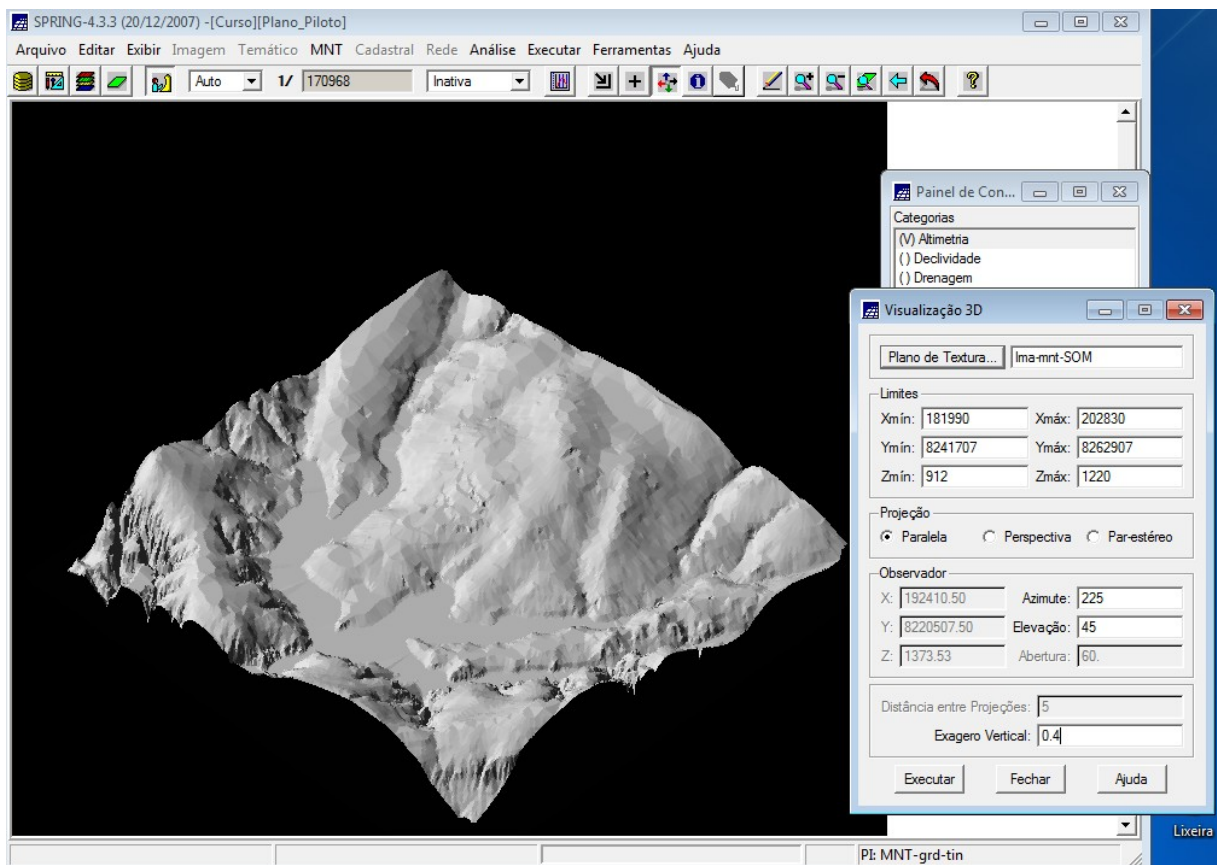 SPRING-4.3.3 (20/12/2007) -[Curso][Plano_Piloto]
Arquivo Editar Exibir Imagem Temático MNT Cadastral Rede Análise Executar Ferramentas Ajuda
Auto 1/ 170968 Inativa
Painel de Con...
Categorias
(V) Altimetria
( ) Declividade
( ) Drenagem
Visualização 3D
Plano de Textura... Ima-mnt-SOM
Limites
Xmín: 181990 Xmáx: 202830
Ymín: 8241707 Ymáx: 8262907
Zmín: 912 Zmáx: 1220
Projeção
Paralela Perspectiva Par-estéreo
Observador
X: 192410.50 Azimute: 225
Y: 8220507.50 Elevação: 45
Z: 1373.53 Abertura: 60.
Distância entre Projeções: 5
Exagero Vertical: 0.4
Executar Fechar Ajuda
Lixeira
PI: MNT-grd-tin